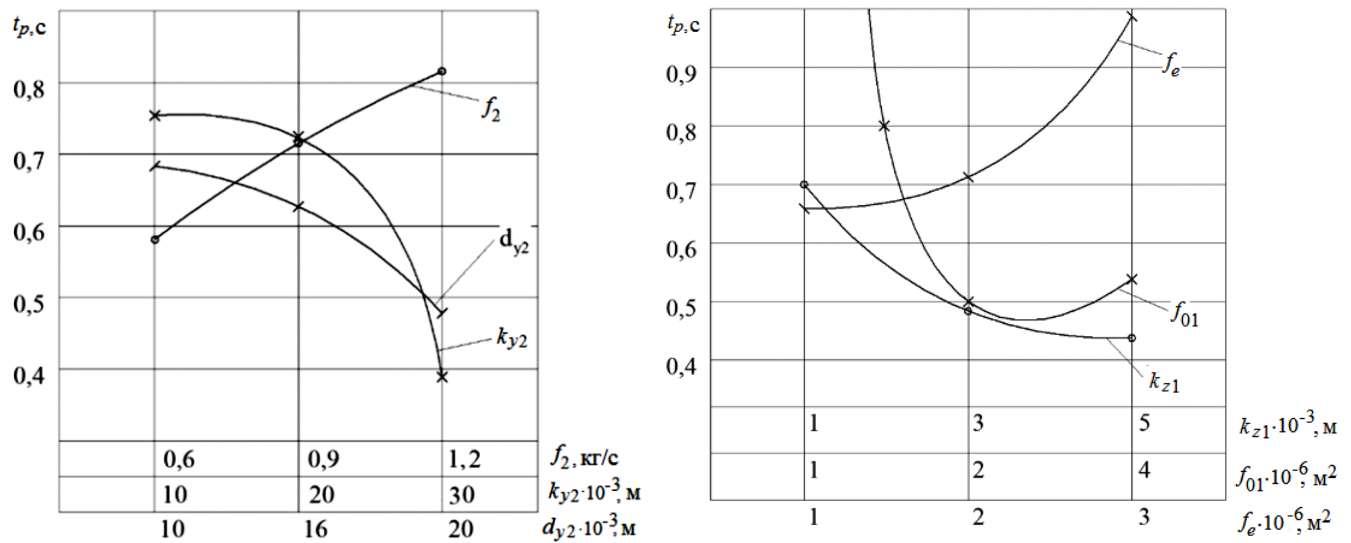 t_p, с
0,8
f_2
0,7
0,6
d_y2
0,5
k_y2
0,4
0,6 0,9 1,2 f_2, кг/с
10 20 30 k_y2·10^-3, м
10 16 20 d_y2·10^-3 м
t_p, с
f_e
0,9
0,8
0,7
0,6
0,5
f_01
0,4
k_z1
1 3 5 k_z1·10^-3, м
1 2 4 f_01·10^-6, м^2
1 2 3 f_e·10^-6, м^2